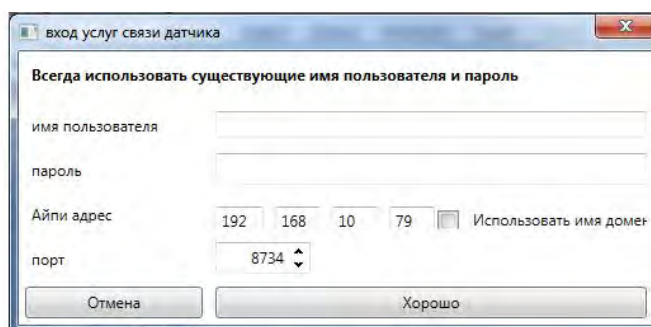 вход услуг связи датчика
Всегда использовать существующие имя пользователя и пароль
имя пользователя
пароль
Айпи адрес 192 168 10 79 Использовать имя домен
порт 8734
Отмена Хорошо